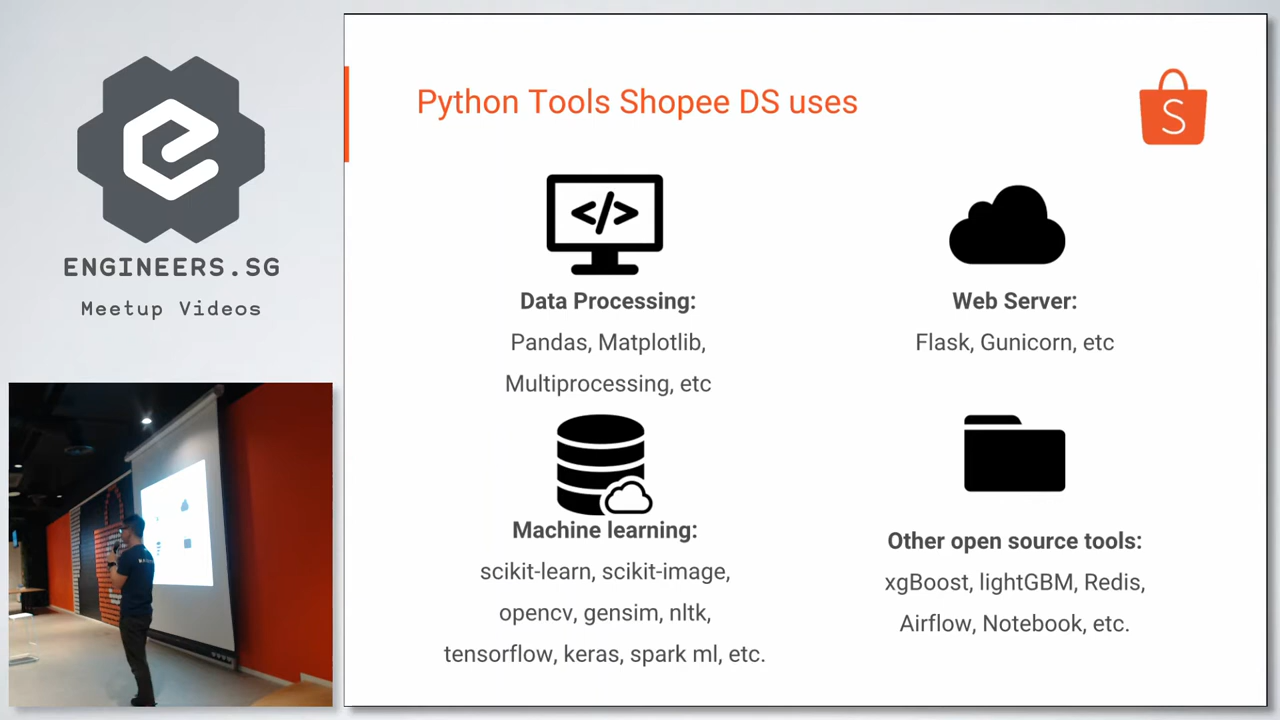 ENGINEERS.SG
Meetup Videos
Python Tools Shopee DS uses
S
</>
Data Processing:
Pandas, Matplotlib,
Multiprocessing, etc
Web Server:
Flask, Gunicorn, etc
Machine learning:
scikit-learn, scikit-image,
opencv, gensim, nltk,
tensorflow, keras, spark ml, etc.
Other open source tools:
xgBoost, lightGBM, Redis,
Airflow, Notebook, etc.